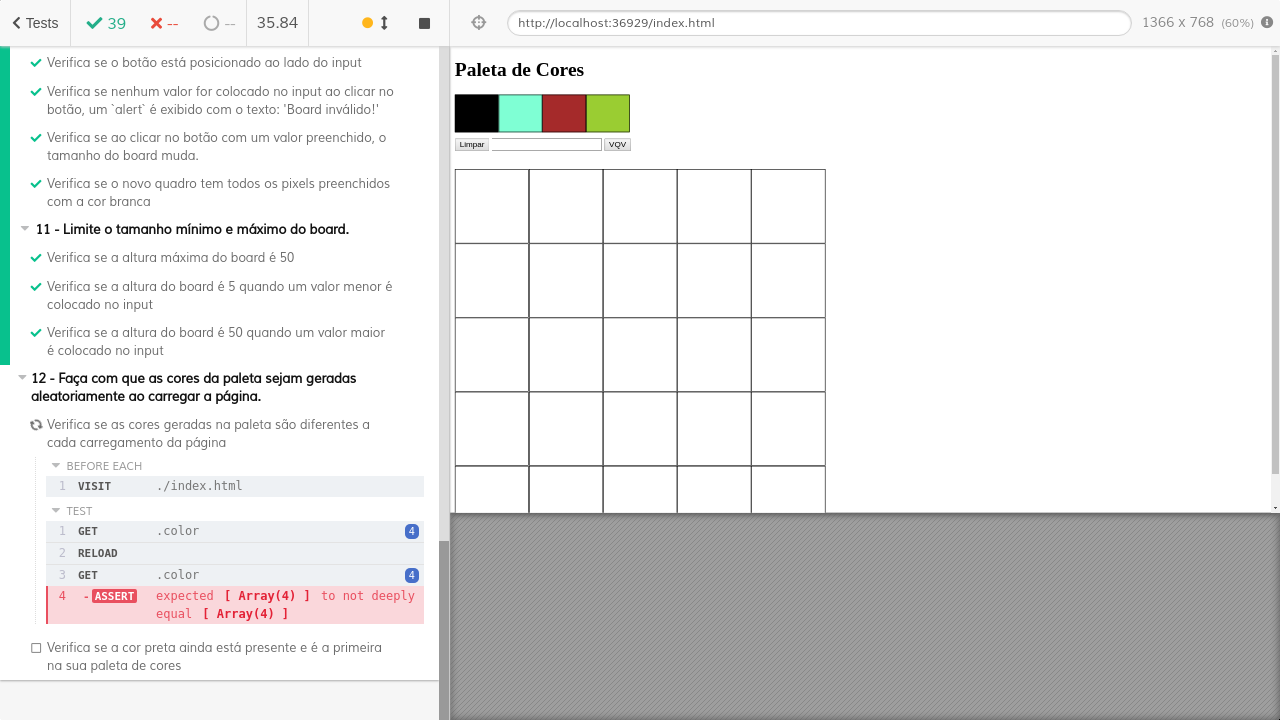 Tests
39
--
--
35.84
http://localhost:36929/index.html
1366 x 768 (60%)
Verifica se o botão está posicionado ao lado do input
Verifica se nenhum valor for colocado no input ao clicar no
botão, um `alert` é exibido com o texto: 'Board inválido!'
Verifica se ao clicar no botão com um valor preenchido, o
tamanho do board muda.
Verifica se o novo quadro tem todos os pixels preenchidos
com a cor branca
11 - Limite o tamanho mínimo e máximo do board.
Verifica se a altura máxima do board é 50
Verifica se a altura do board é 5 quando um valor menor é
colocado no input
Verifica se a altura do board é 50 quando um valor maior
é colocado no input
12 - Faça com que as cores da paleta sejam geradas
aleatoriamente ao carregar a página.
Verifica se as cores geradas na paleta são diferentes a
cada carregamento da página
BEFORE EACH
1 VISIT ./index.html
TEST
1 GET .color 4
2 RELOAD
3 GET .color 4
4 -ASSERT expected [ Array(4) ] to not deeply
equal [ Array(4) ]
Verifica se a cor preta ainda está presente e é a primeira
na sua paleta de cores
Paleta de Cores
Limpar
VQV